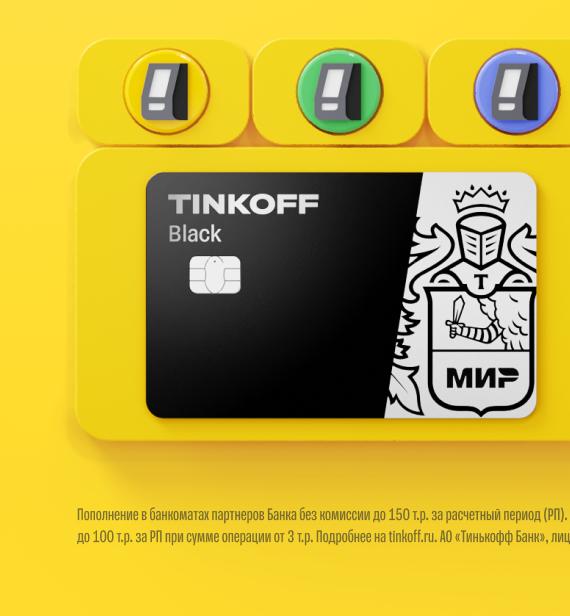 TINKOFF
Black
T
МИР
Пополнение в банкоматах партнеров Банка без комиссии до 150 т.р. за расчетный период (РП).
до 100 т.р. за РП при сумме операции от 3 т.р. Подробнее на tinkoff.ru. АО «Тинькофф Банк», лиц